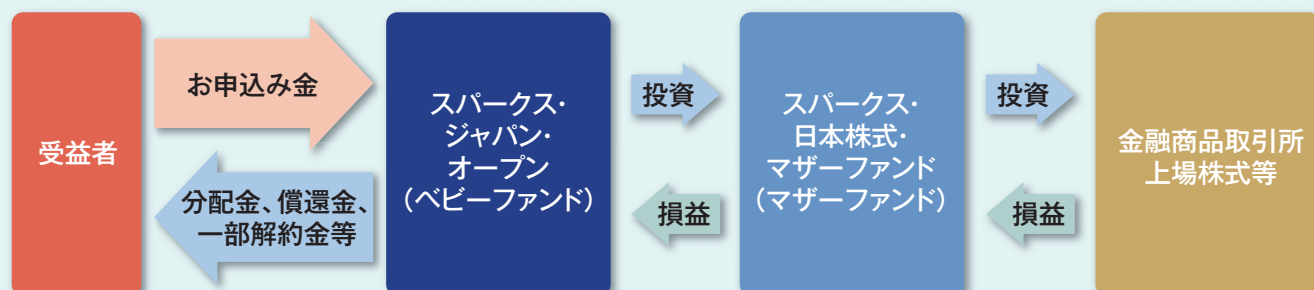 受益者
お申込み金
分配金、償還金、
一部解約金等
スパークス・
ジャパン・
オープン
(ベビーファンド)
投資
損益
スパークス・
日本株式・
マザーファンド
(マザーファンド)
投資
損益
金融商品取引所
上場株式等